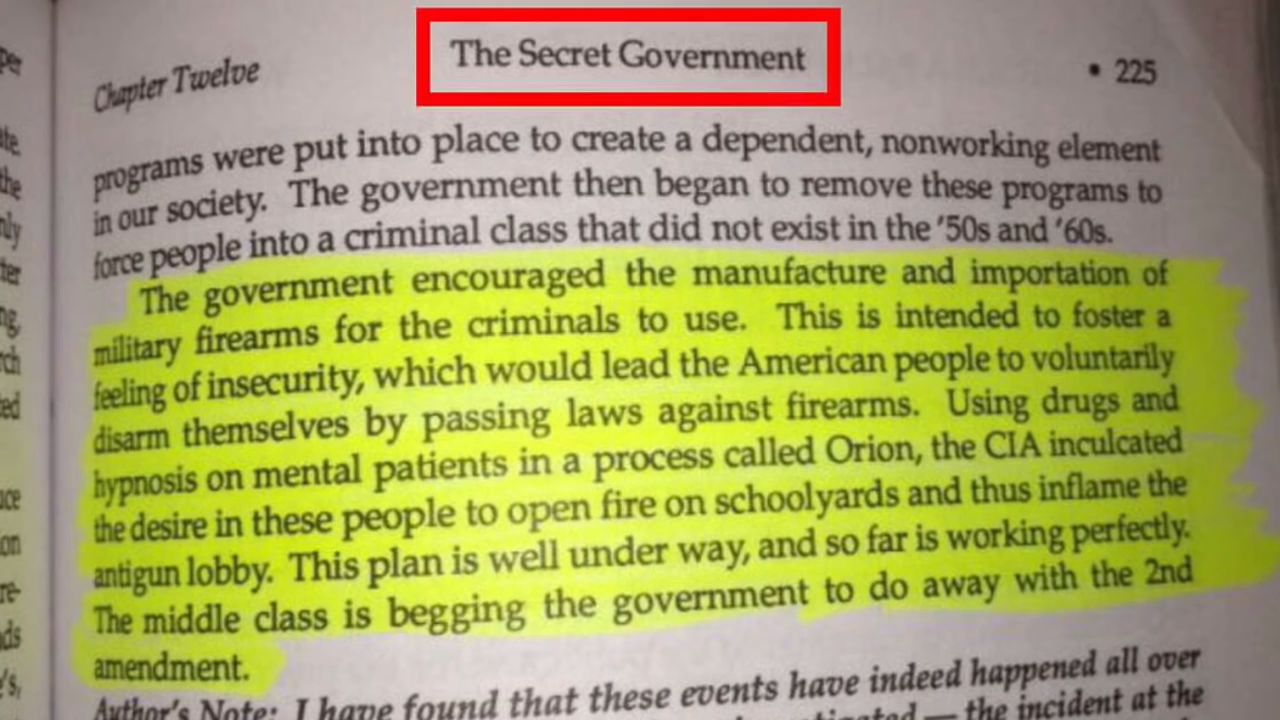 Chapter Twelve The Secret Government • 225
programs were put into place to create a dependent, nonworking element
in our society. The government then began to remove these programs to
force people into a criminal class that did not exist in the '50s and '60s.
The government encouraged the manufacture and importation of
military firearms for the criminals to use. This is intended to foster a
feeling of insecurity, which would lead the American people to voluntarily
disarm themselves by passing laws against firearms. Using drugs and
hypnosis on mental patients in a process called Orion, the CIA inculcated
the desire in these people to open fire on schoolyards and thus inflame the
antigun lobby. This plan is well under way, and so far is working perfectly.
The middle class is begging the government to do away with the 2nd
amendment.
Author's Note: I have found that these events have indeed happened all over
— the incident at the